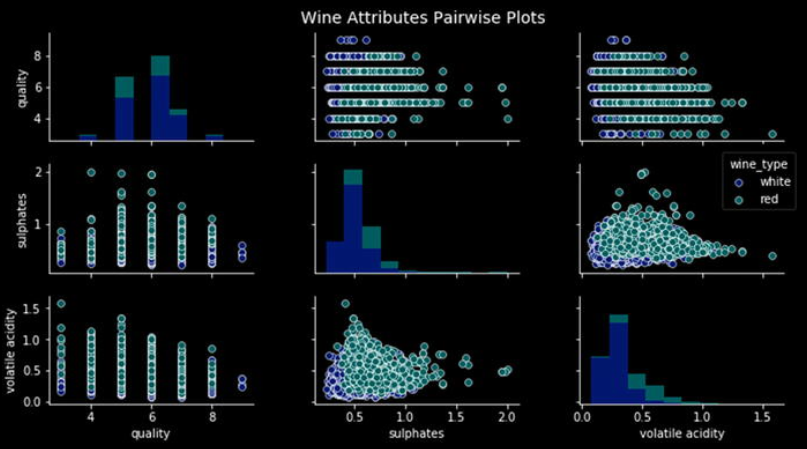 Wine Attributes Pairwise Plots
quality
8
6
4
sulphates
2
1
wine_type
white
red
volatile acidity
1.5
1.0
0.5
0.0
4 6 8
0.5 1.0 1.5 2.0
0.0 0.5 1.0 1.5
quality
sulphates
volatile acidity